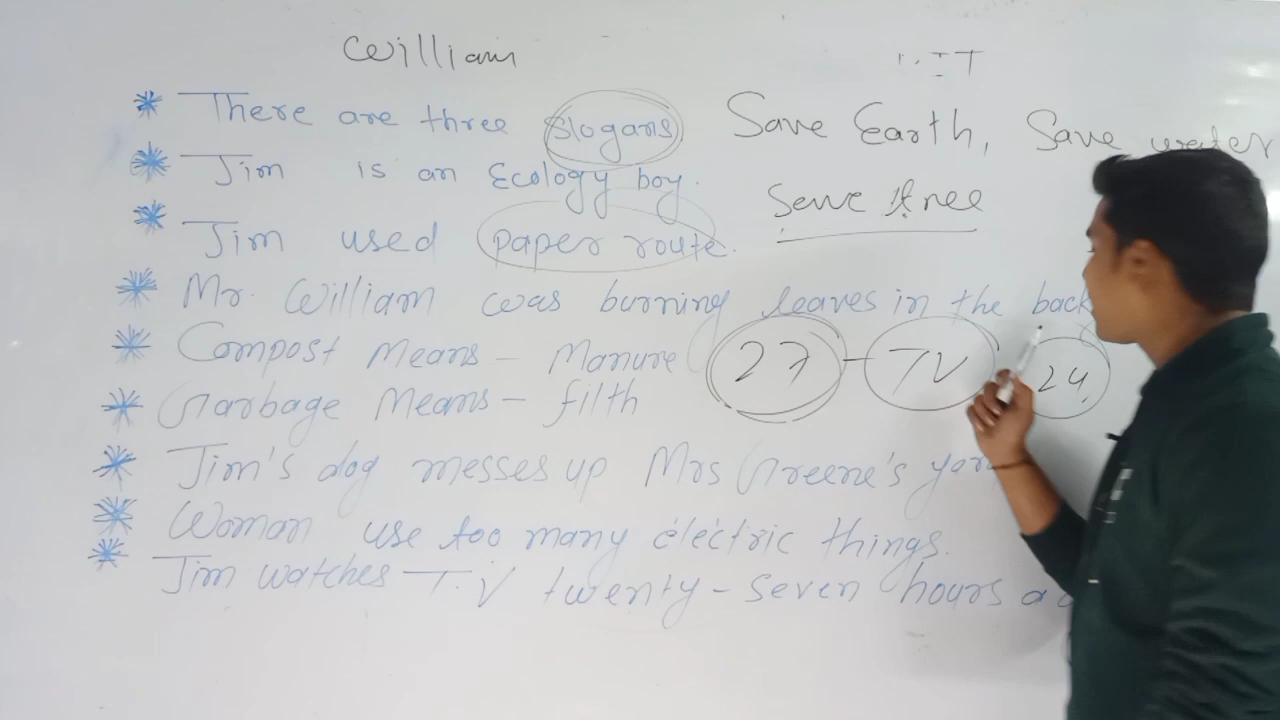 William
* There are three slogans Save Earth, Save water
* Jim is an Ecology boy. Save tree
* Jim used paper route.
* Mr. William was burning leaves in the back
* Compost Means - Manure 27 - TV 24
* Garbage Means - filth
* Jim's dog messes up Mrs Greene's
* Woman use too many electric things.
* Jim watches T.V twenty-seven hours a